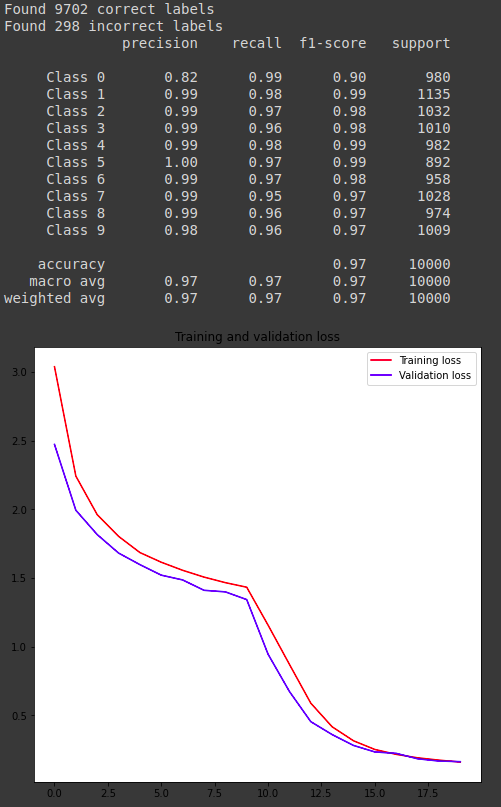 Found 9702 correct labels
Found 298 incorrect labels
precision recall f1-score support
Class 0 0.82 0.99 0.90 980
Class 1 0.99 0.98 0.99 1135
Class 2 0.99 0.97 0.98 1032
Class 3 0.99 0.96 0.98 1010
Class 4 0.99 0.98 0.99 982
Class 5 1.00 0.97 0.99 892
Class 6 0.99 0.97 0.98 958
Class 7 0.99 0.95 0.97 1028
Class 8 0.99 0.96 0.97 974
Class 9 0.98 0.96 0.97 1009
accuracy 0.97 10000
macro avg 0.97 0.97 0.97 10000
weighted avg 0.97 0.97 0.97 10000
Training and validation loss
Training loss
Validation loss
3.0
2.5
2.0
1.5
1.0
0.5
0.0 2.5 5.0 7.5 10.0 12.5 15.0 17.5